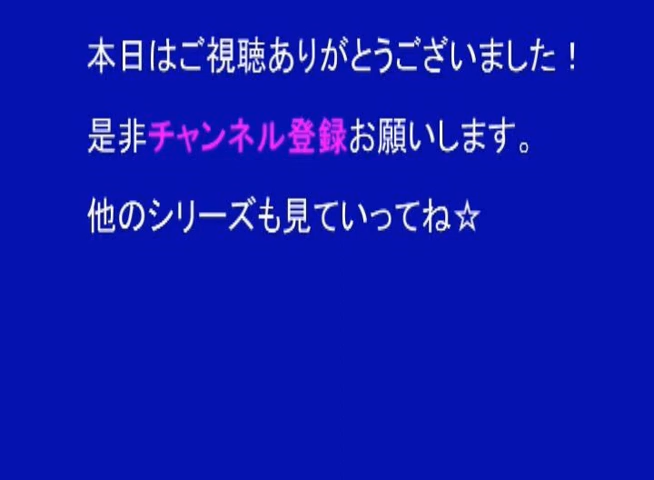 本日はご視聴ありがとうございました！
是非チャンネル登録お願いします。
他のシリーズも見ていってね☆